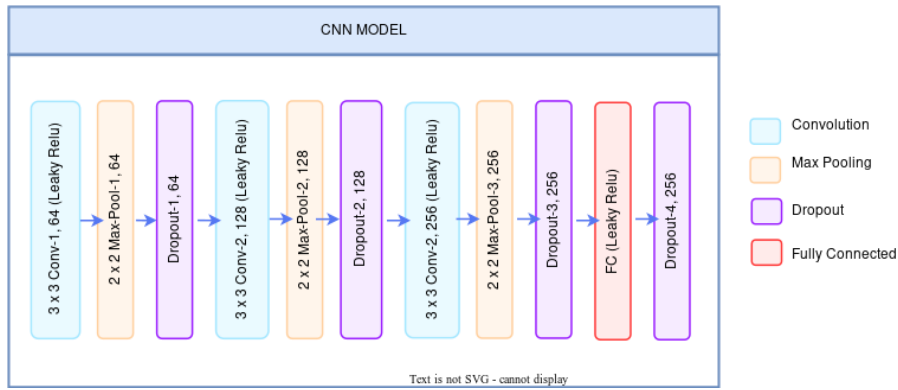 CNN MODEL
3 x 3 Conv-1, 64 (Leaky Relu)
2 x 2 Max-Pool-1, 64
Dropout-1, 64
3 x 3 Conv-2, 128 (Leaky Relu)
2 x 2 Max-Pool-2, 128
Dropout-2, 128
3 x 3 Conv-2, 256 (Leaky Relu)
2 x 2 Max-Pool-3, 256
Dropout-3, 256
FC (Leaky Relu)
Dropout-4, 256
Convolution
Max Pooling
Dropout
Fully Connected
Text is not SVG - cannot display